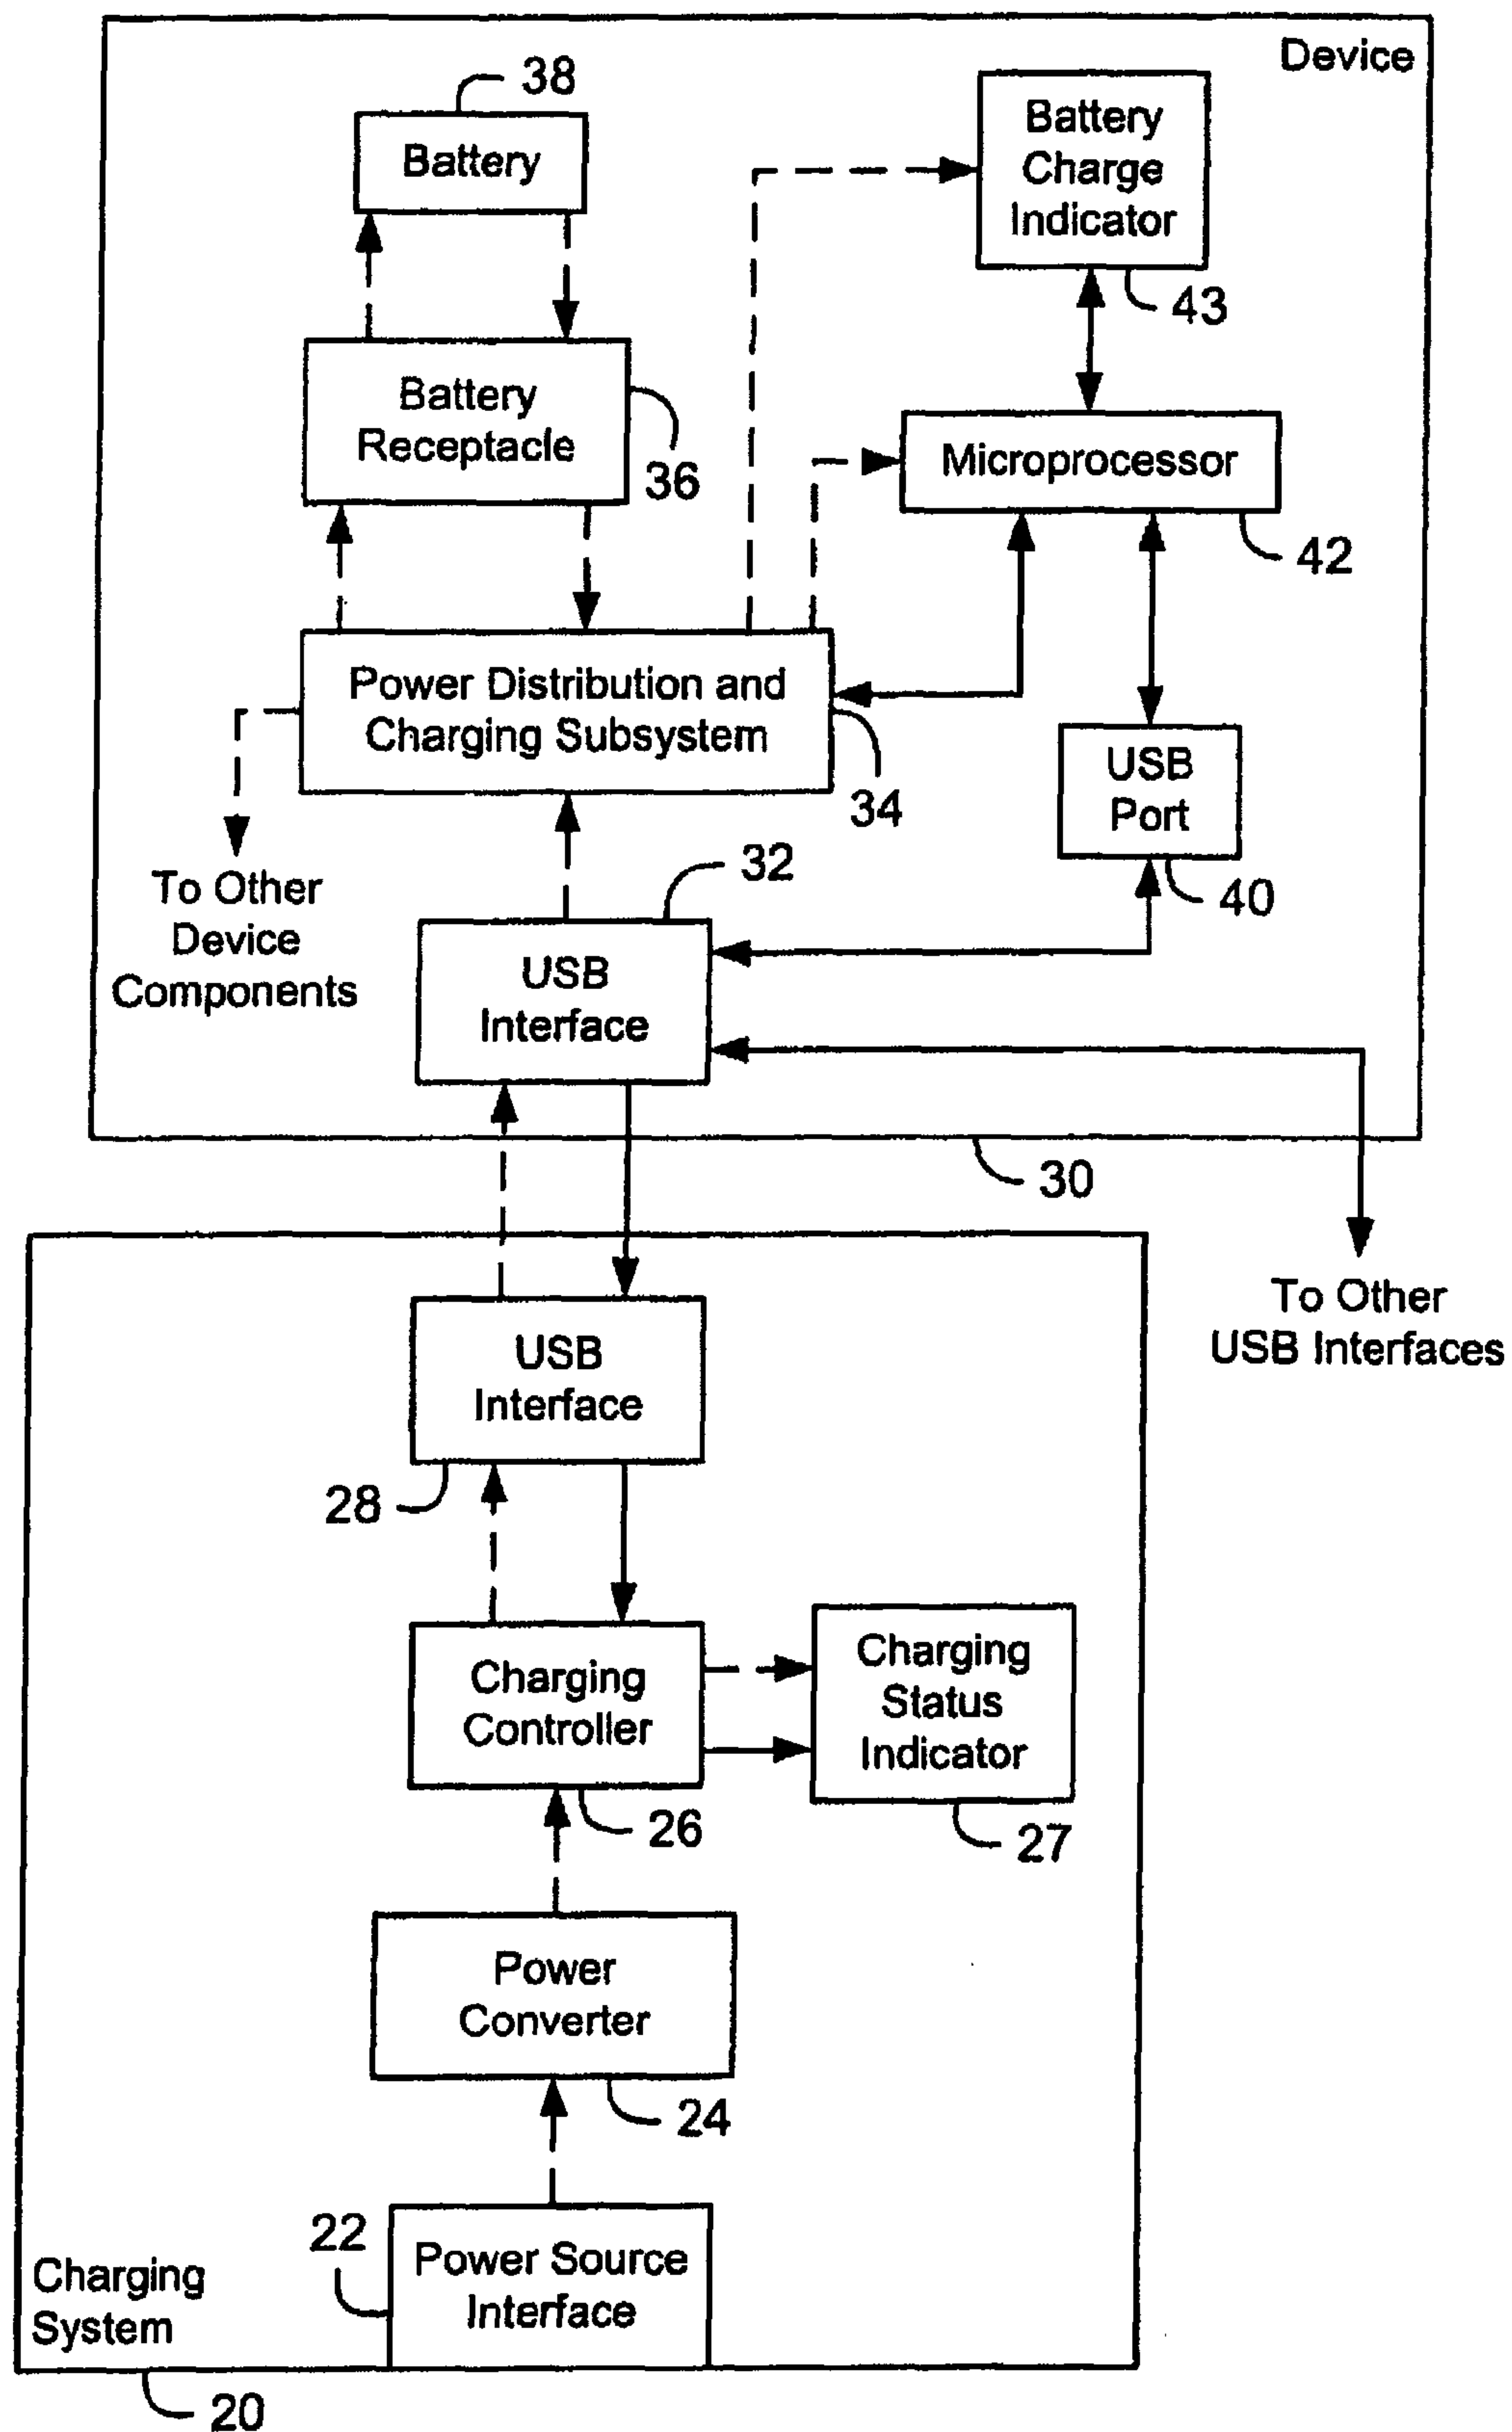 Device
38
Battery
Battery
Charge
Indicator
43
Battery
Receptacle
36
Microprocessor
42
Power Distribution and
Charging Subsystem
34
USB
Port
40
To Other
Device
Components
32
USB
Interface
30
To Other
USB Interfaces
USB
Interface
28
Charging
Controller
26
Charging
Status
Indicator
27
Power
Converter
24
22
Power Source
Interface
Charging
System
20